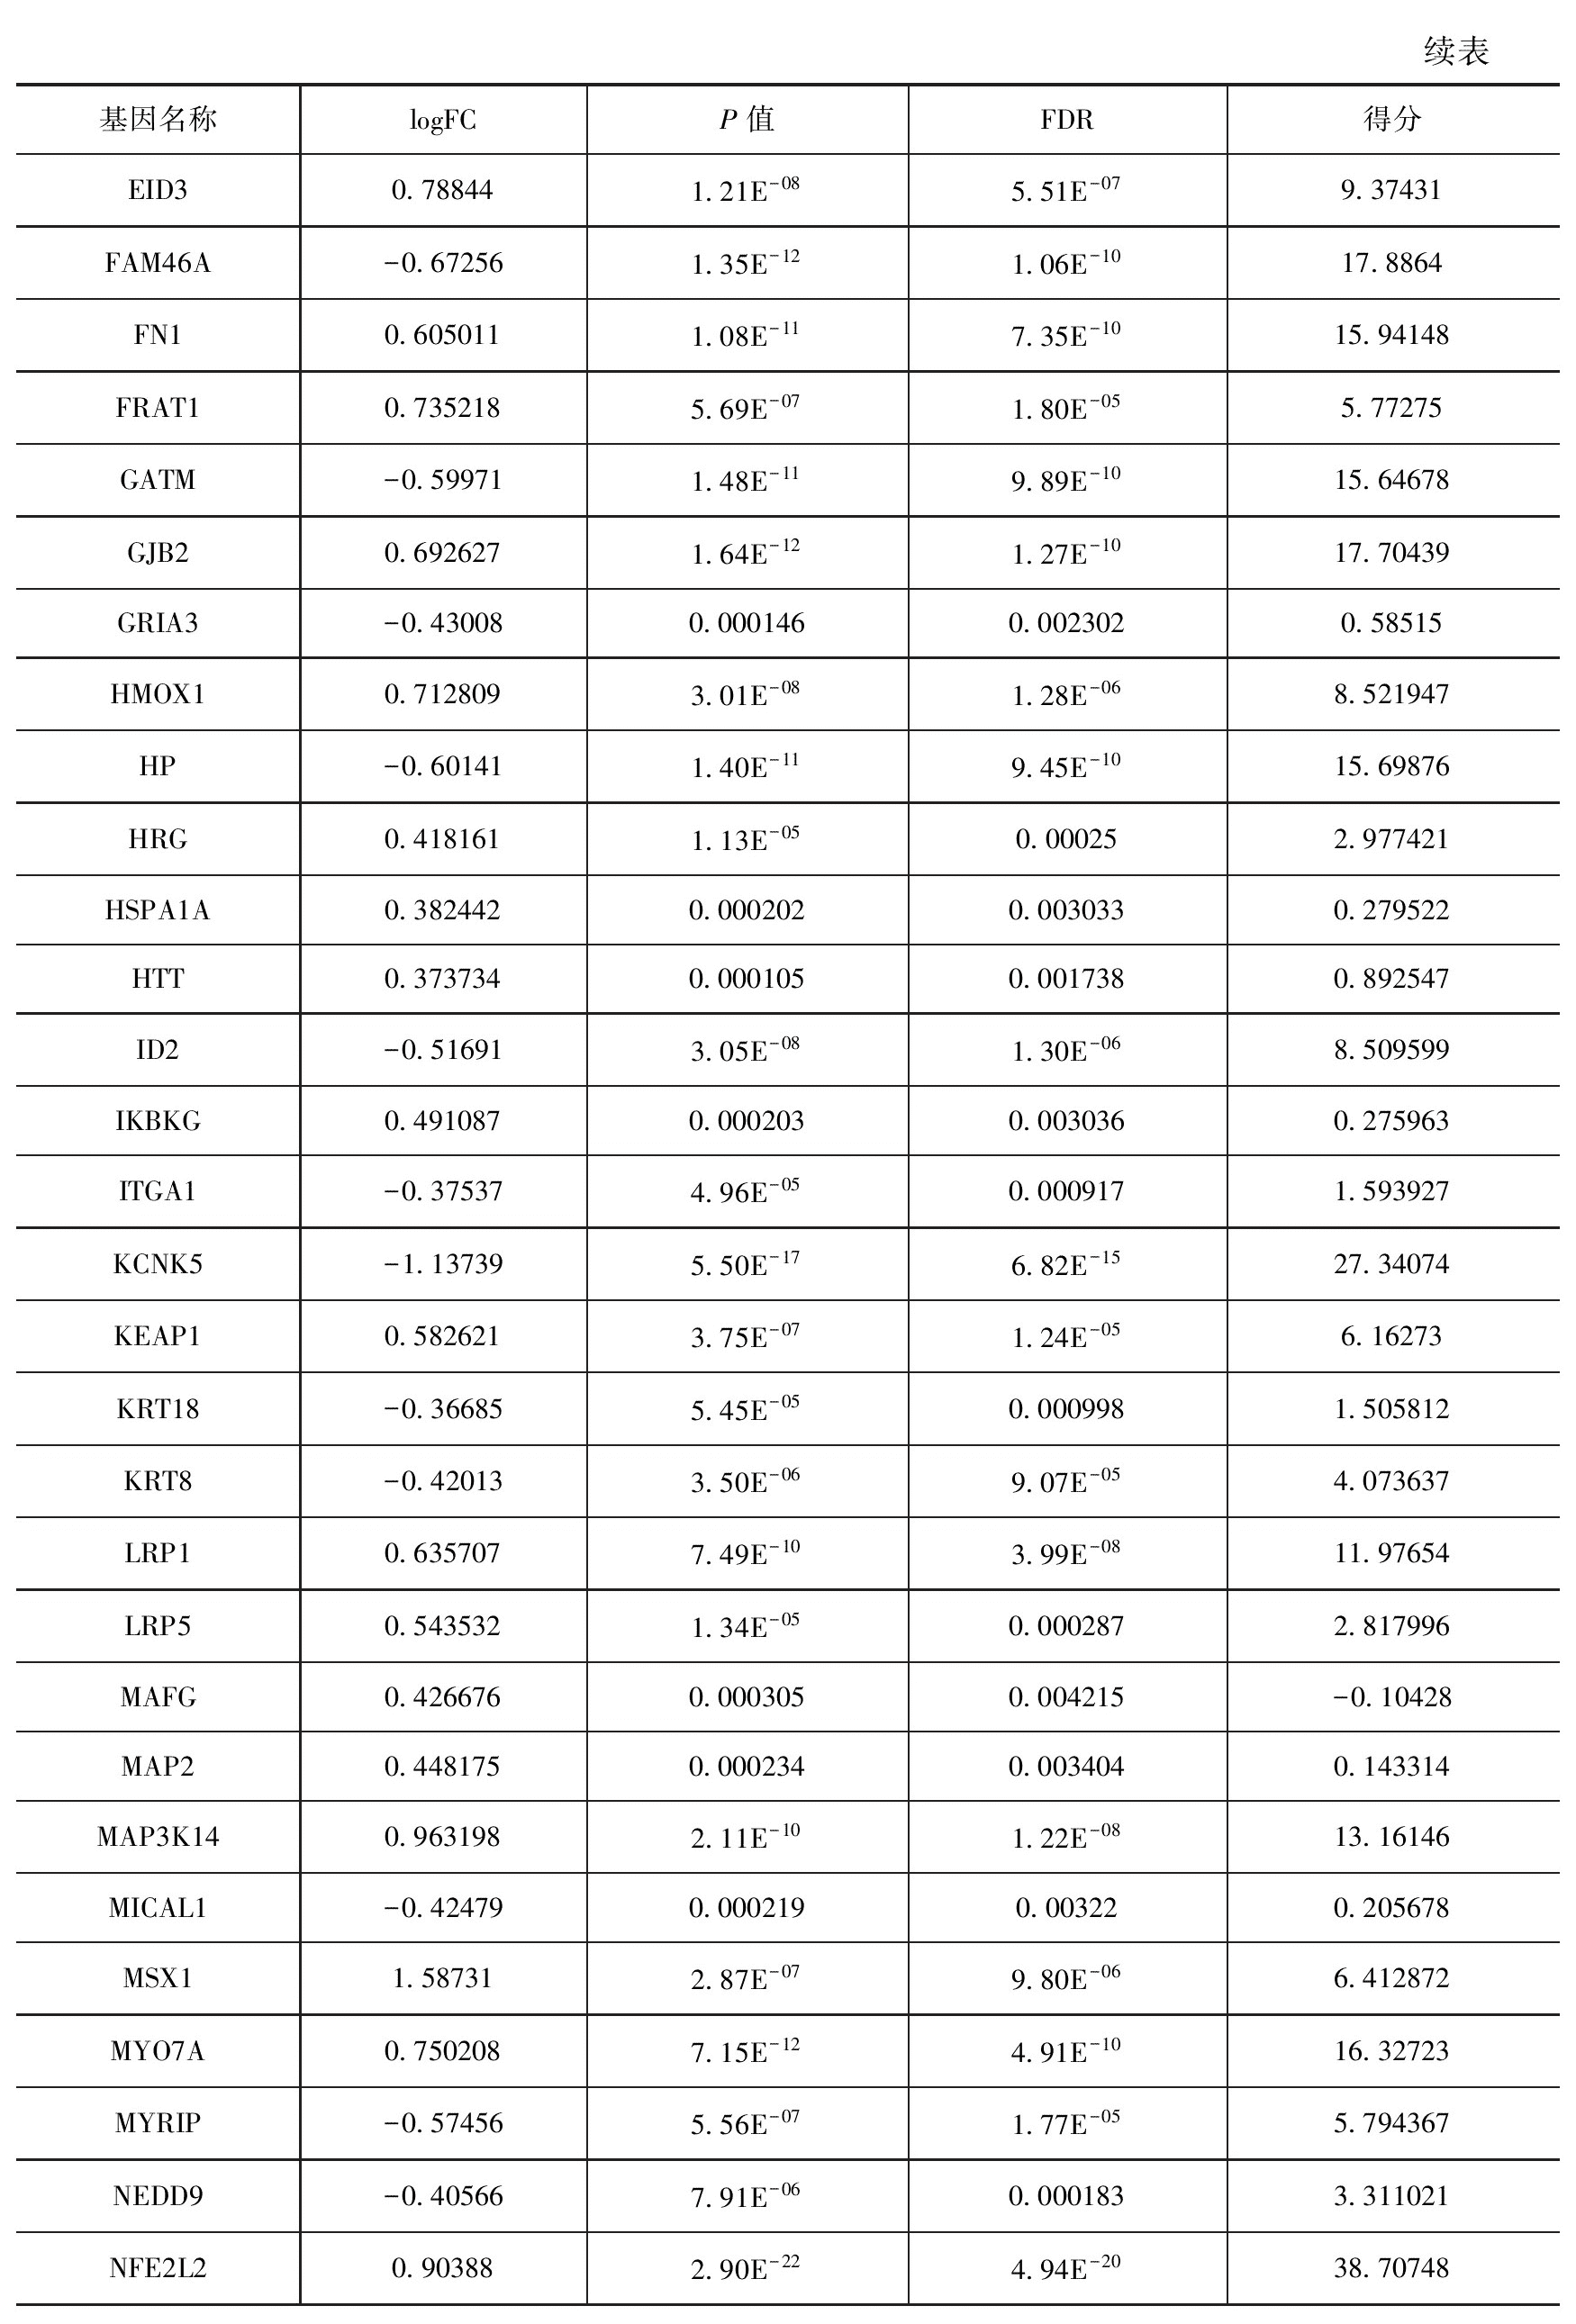 续表
基因名称 logFC P 值 FDR 得分
EID3 0.78844 1.21E⁻⁰⁸ 5.51E⁻⁰⁷ 9.37431
FAM46A -0.67256 1.35E⁻¹² 1.06E⁻¹⁰ 17.8864
FN1 0.605011 1.08E⁻¹¹ 7.35E⁻¹⁰ 15.94148
FRAT1 0.735218 5.69E⁻⁰⁷ 1.80E⁻⁰⁵ 5.77275
GATM -0.59971 1.48E⁻¹¹ 9.89E⁻¹⁰ 15.64678
GJB2 0.692627 1.64E⁻¹² 1.27E⁻¹⁰ 17.70439
GRIA3 -0.43008 0.000146 0.002302 0.58515
HMOX1 0.712809 3.01E⁻⁰⁸ 1.28E⁻⁰⁶ 8.521947
HP -0.60141 1.40E⁻¹¹ 9.45E⁻¹⁰ 15.69876
HRG 0.418161 1.13E⁻⁰⁵ 0.00025 2.977421
HSPA1A 0.382442 0.000202 0.003033 0.279522
HTT 0.373734 0.000105 0.001738 0.892547
ID2 -0.51691 3.05E⁻⁰⁸ 1.30E⁻⁰⁶ 8.509599
IKBKG 0.491087 0.000203 0.003036 0.275963
ITGA1 -0.37537 4.96E⁻⁰⁵ 0.000917 1.593927
KCNK5 -1.13739 5.50E⁻¹⁷ 6.82E⁻¹⁵ 27.34074
KEAP1 0.582621 3.75E⁻⁰⁷ 1.24E⁻⁰⁵ 6.16273
KRT18 -0.36685 5.45E⁻⁰⁵ 0.000998 1.505812
KRT8 -0.42013 3.50E⁻⁰⁶ 9.07E⁻⁰⁵ 4.073637
LRP1 0.635707 7.49E⁻¹⁰ 3.99E⁻⁰⁸ 11.97654
LRP5 0.543532 1.34E⁻⁰⁵ 0.000287 2.817996
MAFG 0.426676 0.000305 0.004215 -0.10428
MAP2 0.448175 0.000234 0.003404 0.143314
MAP3K14 0.963198 2.11E⁻¹⁰ 1.22E⁻⁰⁸ 13.16146
MICAL1 -0.42479 0.000219 0.00322 0.205678
MSX1 1.58731 2.87E⁻⁰⁷ 9.80E⁻⁰⁶ 6.412872
MYO7A 0.750208 7.15E⁻¹² 4.91E⁻¹⁰ 16.32723
MYRIP -0.57456 5.56E⁻⁰⁷ 1.77E⁻⁰⁵ 5.794367
NEDD9 -0.40566 7.91E⁻⁰⁶ 0.000183 3.311021
NFE2L2 0.90388 2.90E⁻²² 4.94E⁻²⁰ 38.70748